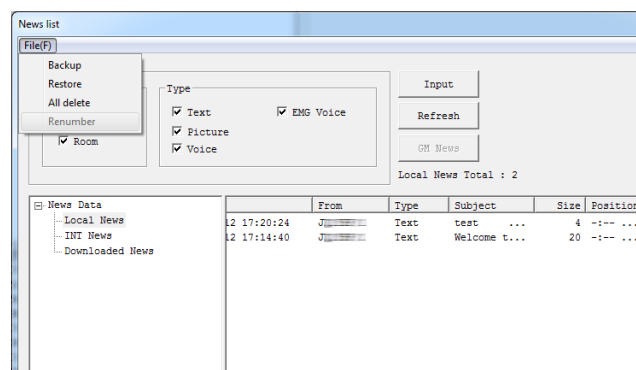 News list
File(F)
Backup
Restore
All delete
Renumber
Room
Type
Text
EMG Voice
Picture
Voice
Input
Refresh
GM News
Local News Total : 2
News Data
Local News
INT News
Downloaded News
From Type Subject Size Position
12 17:20:24 J Text test ... 4 -:-- ...
12 17:14:40 J Text Welcome t... 20 -:-- ...